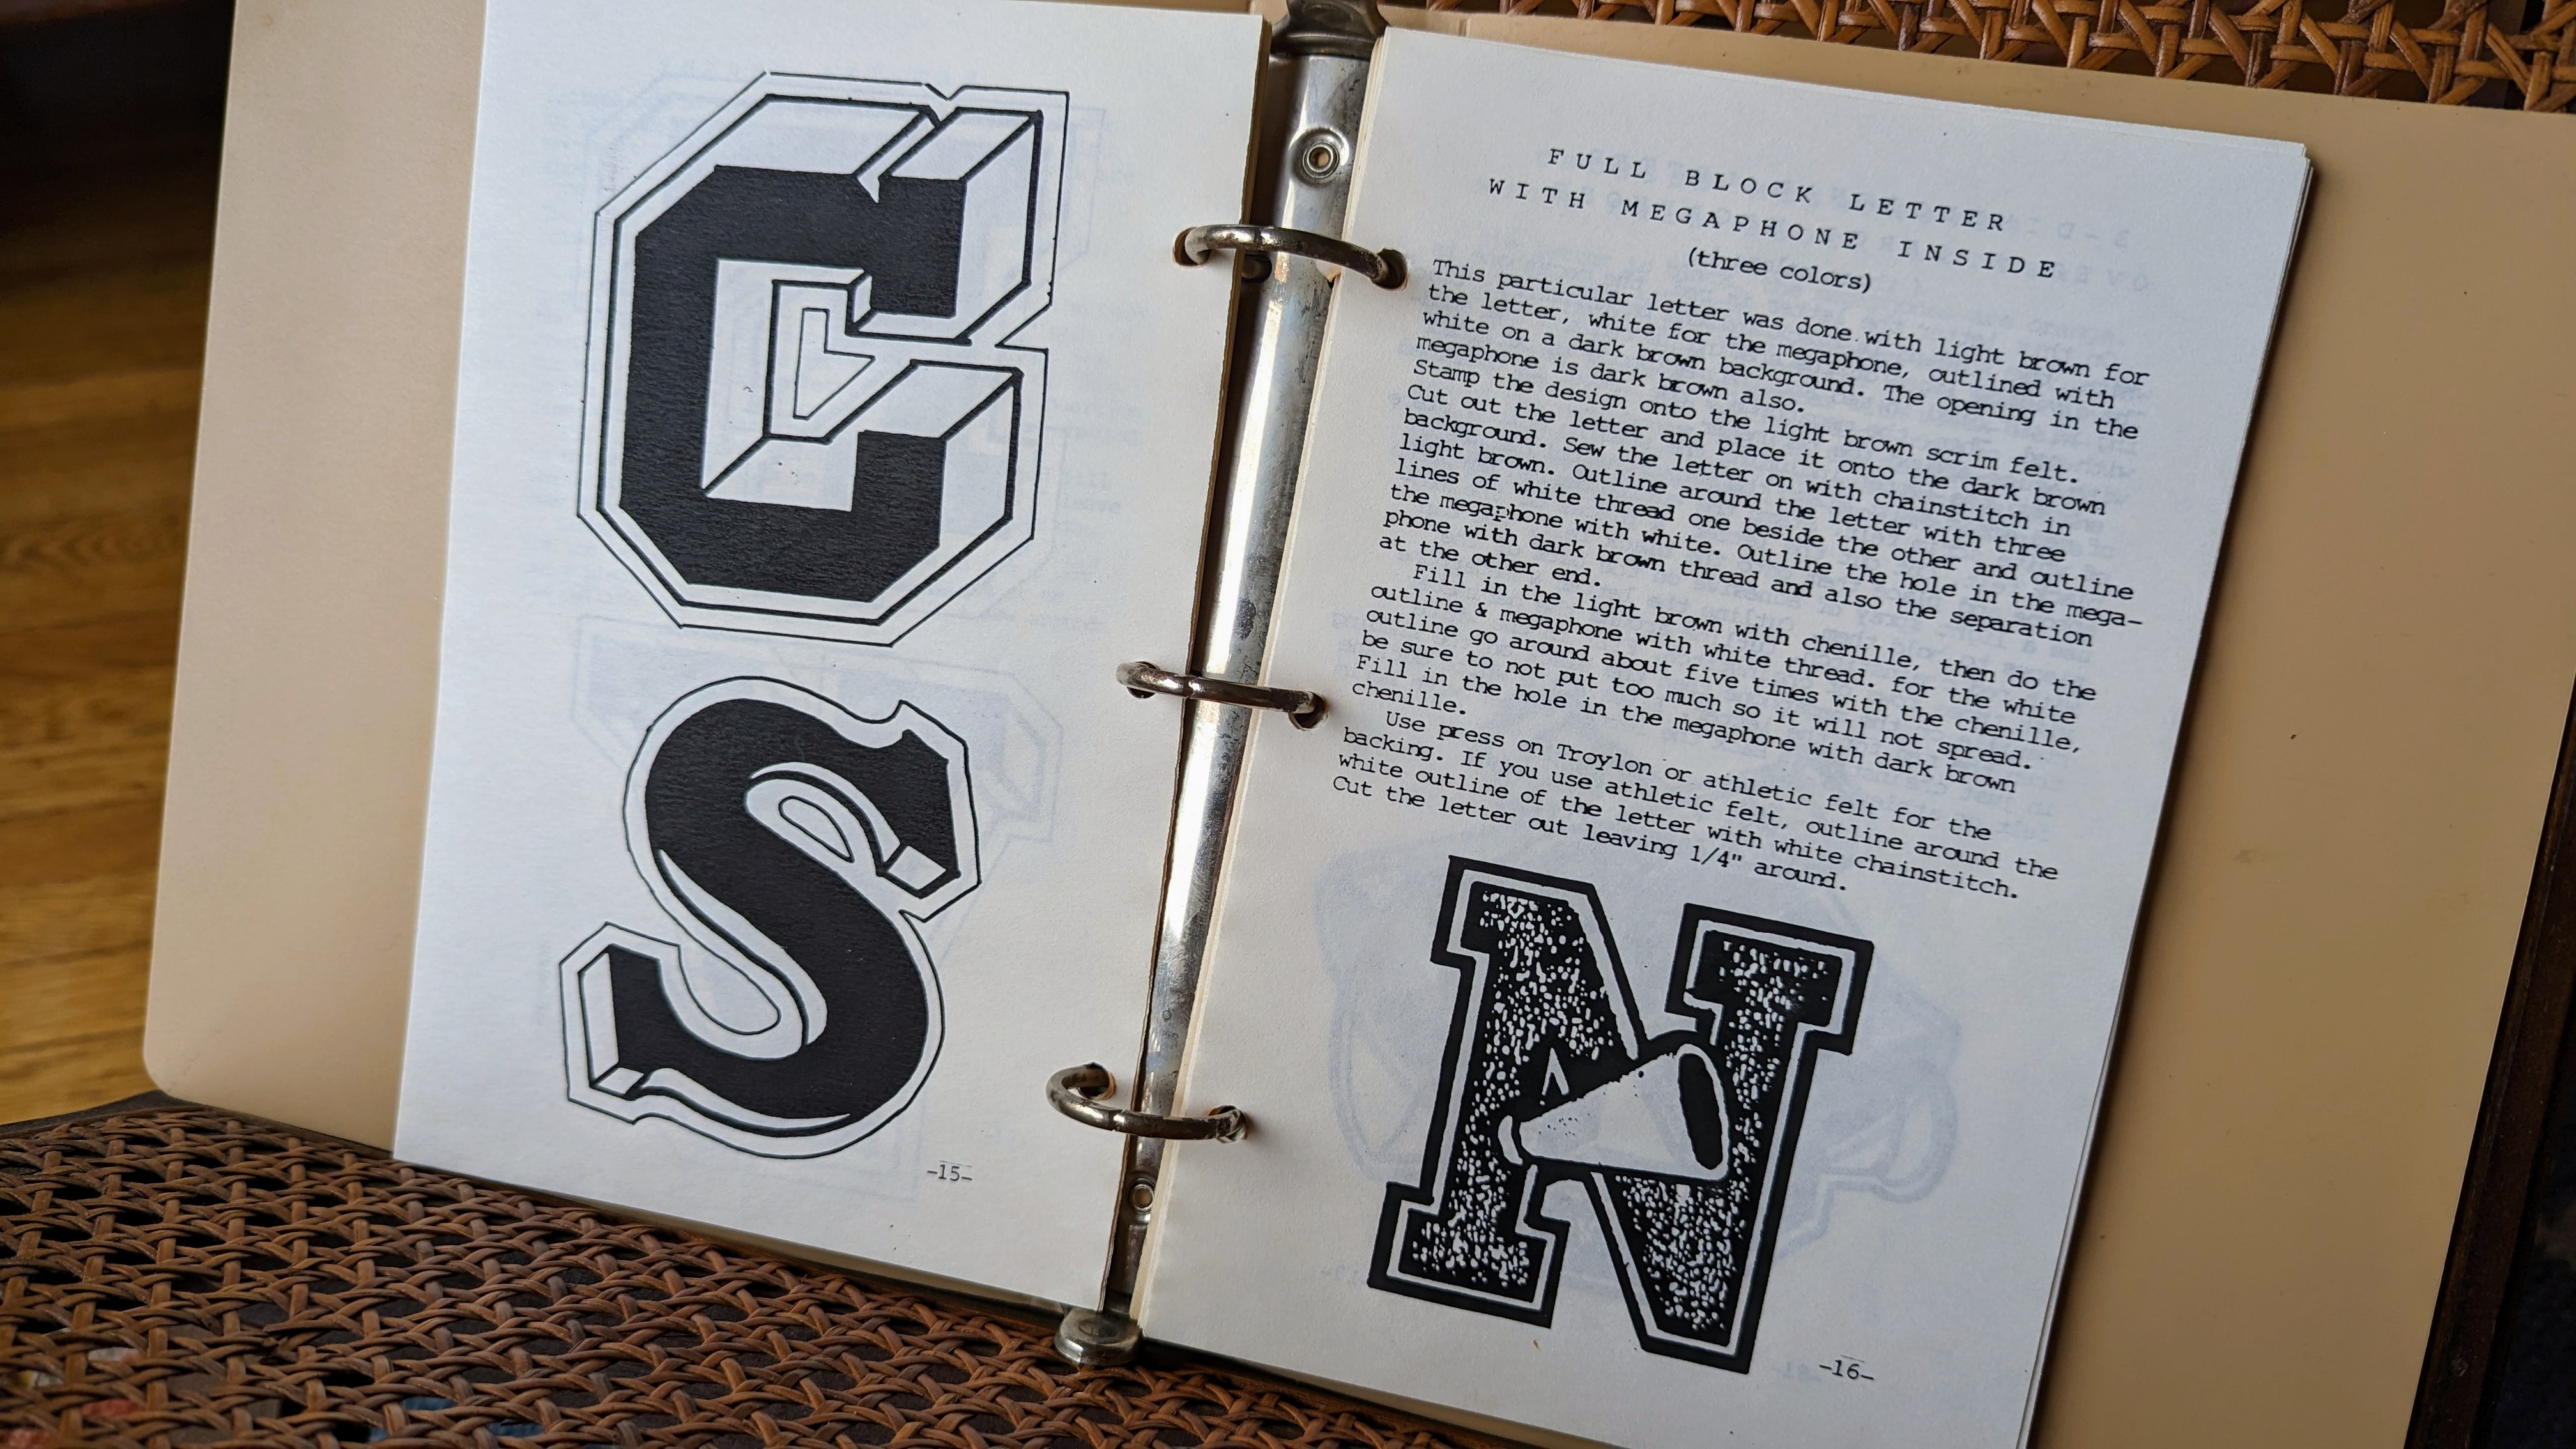 C
S
-15-
FULL BLOCK LETTER
WITH MEGAPHONE INSIDE
(three colors)
This particular letter was done with light brown for
the letter, white for the megaphone, outlined with
white on a dark brown background. The opening in the
megaphone is dark brown also.
Stamp the design onto the light brown scrim felt.
Cut out the letter and place it onto the dark brown
background. Sew the letter on with chainstitch in
light brown. Outline around the letter with three
lines of white thread one beside the other and outline
the megaphone with white. Outline the hole in the mega-
phone with dark brown thread and also the separation
at the other end.
Fill in the light brown with chenille, then do the
outline & megaphone with white thread. for the white
outline go around about five times with the chenille,
be sure to not put too much so it will not spread.
Fill in the hole in the megaphone with dark brown
chenille.
Use press on Troylon or athletic felt for the
backing. If you use athletic felt, outline around the
white outline of the letter with white chainstitch.
Cut the letter out leaving 1/4" around.
N
-16-